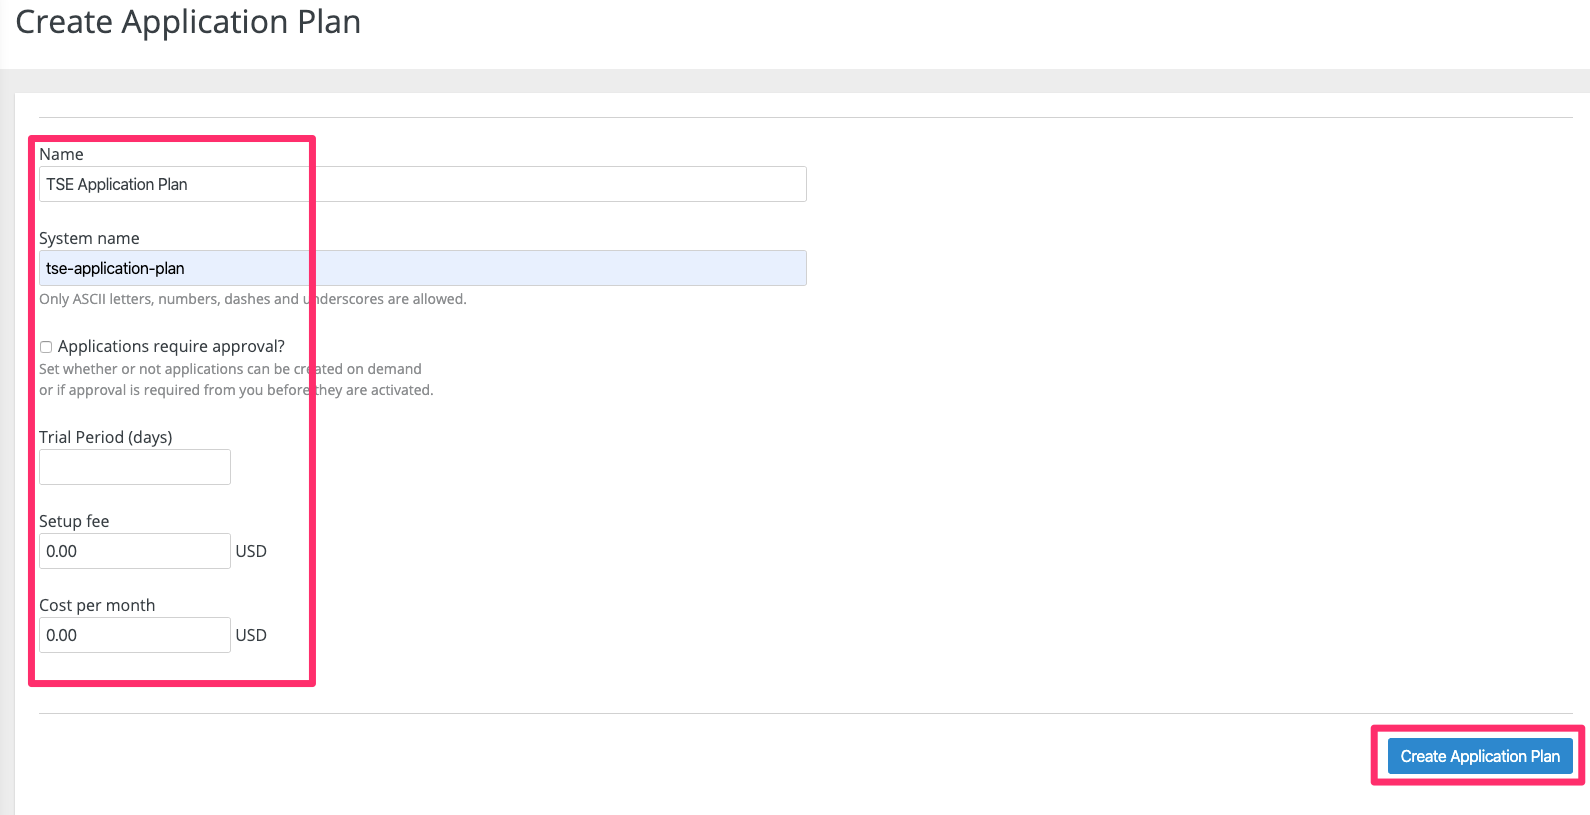 Create Application Plan
Name
TSE Application Plan
System name
tse-application-plan
Only ASCII letters, numbers, dashes and underscores are allowed.
Applications require approval?
Set whether or not applications can be created on demand
or if approval is required from you before they are activated.
Trial Period (days)
Setup fee
0.00 USD
Cost per month
0.00 USD
Create Application Plan